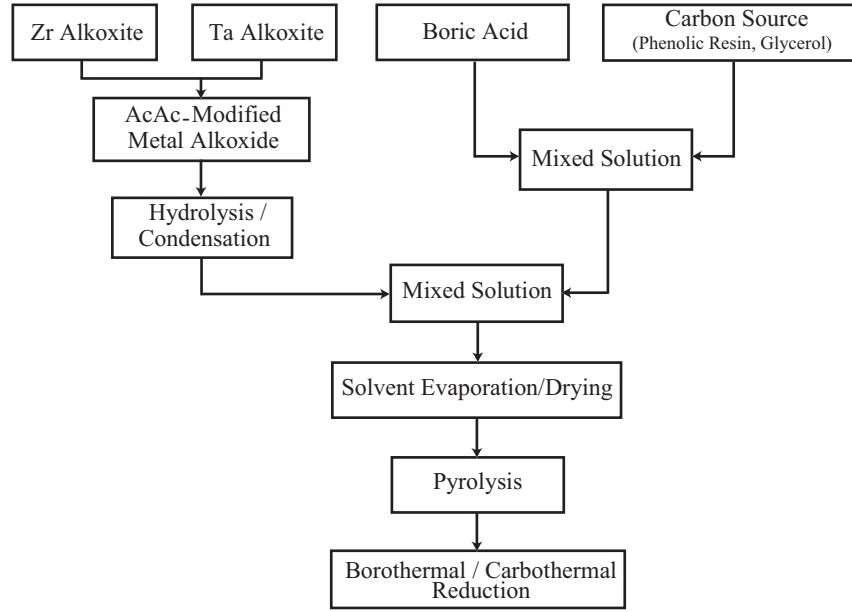 Zr Alkoxite
Ta Alkoxite
Boric Acid
Carbon Source
(Phenolic Resin, Glycerol)
AcAc-Modified
Metal Alkoxide
Mixed Solution
Hydrolysis /
Condensation
Mixed Solution
Solvent Evaporation/Drying
Pyrolysis
Borothermal / Carbothermal
Reduction